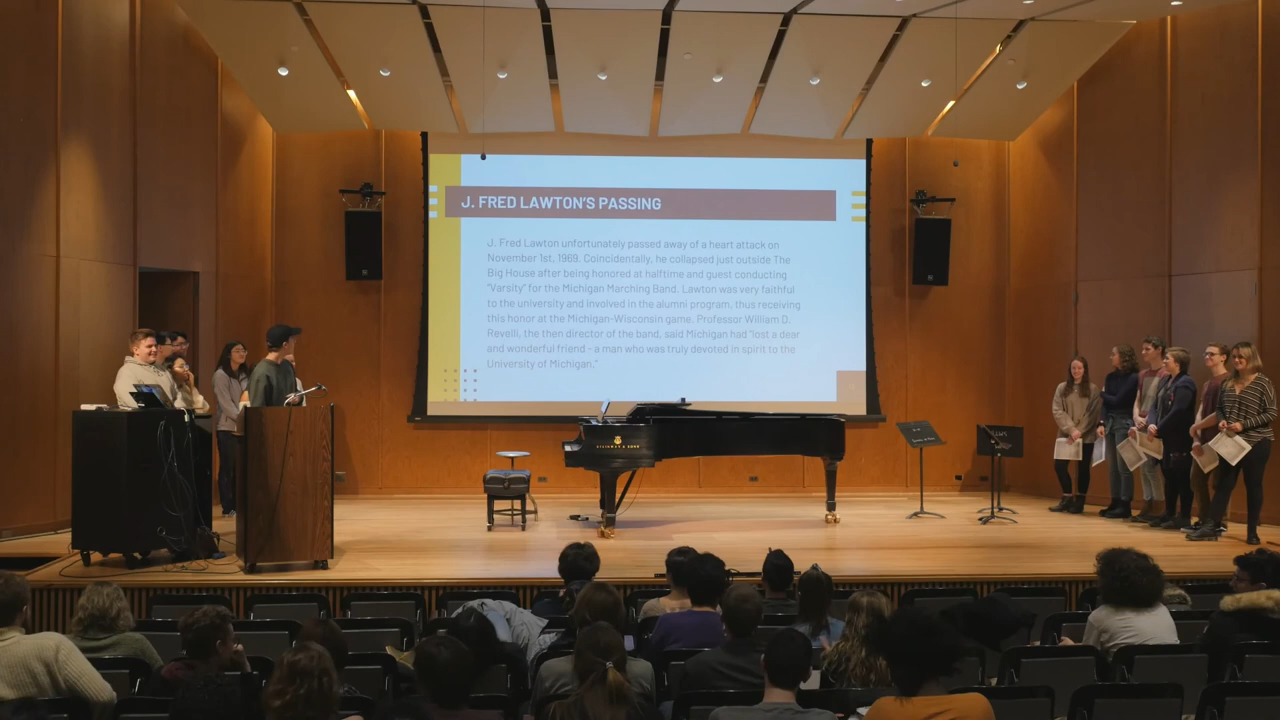 J. FRED LAWTON'S PASSING
J. Fred Lawton unfortunately passed away of a heart attack on
November 1st, 1969. Coincidentally, he collapsed just outside The
Big House after being honored at halftime and guest conducting
"Varsity" for the Michigan Marching Band. Lawton was very faithful
to the university and involved in the alumni program, thus receiving
this honor at the Michigan-Wisconsin game. Professor William D.
Revelli, the then director of the band, said Michigan had "lost a dear
and wonderful friend - a man who was truly devoted in spirit to the
University of Michigan."
STEINWAY & SONS